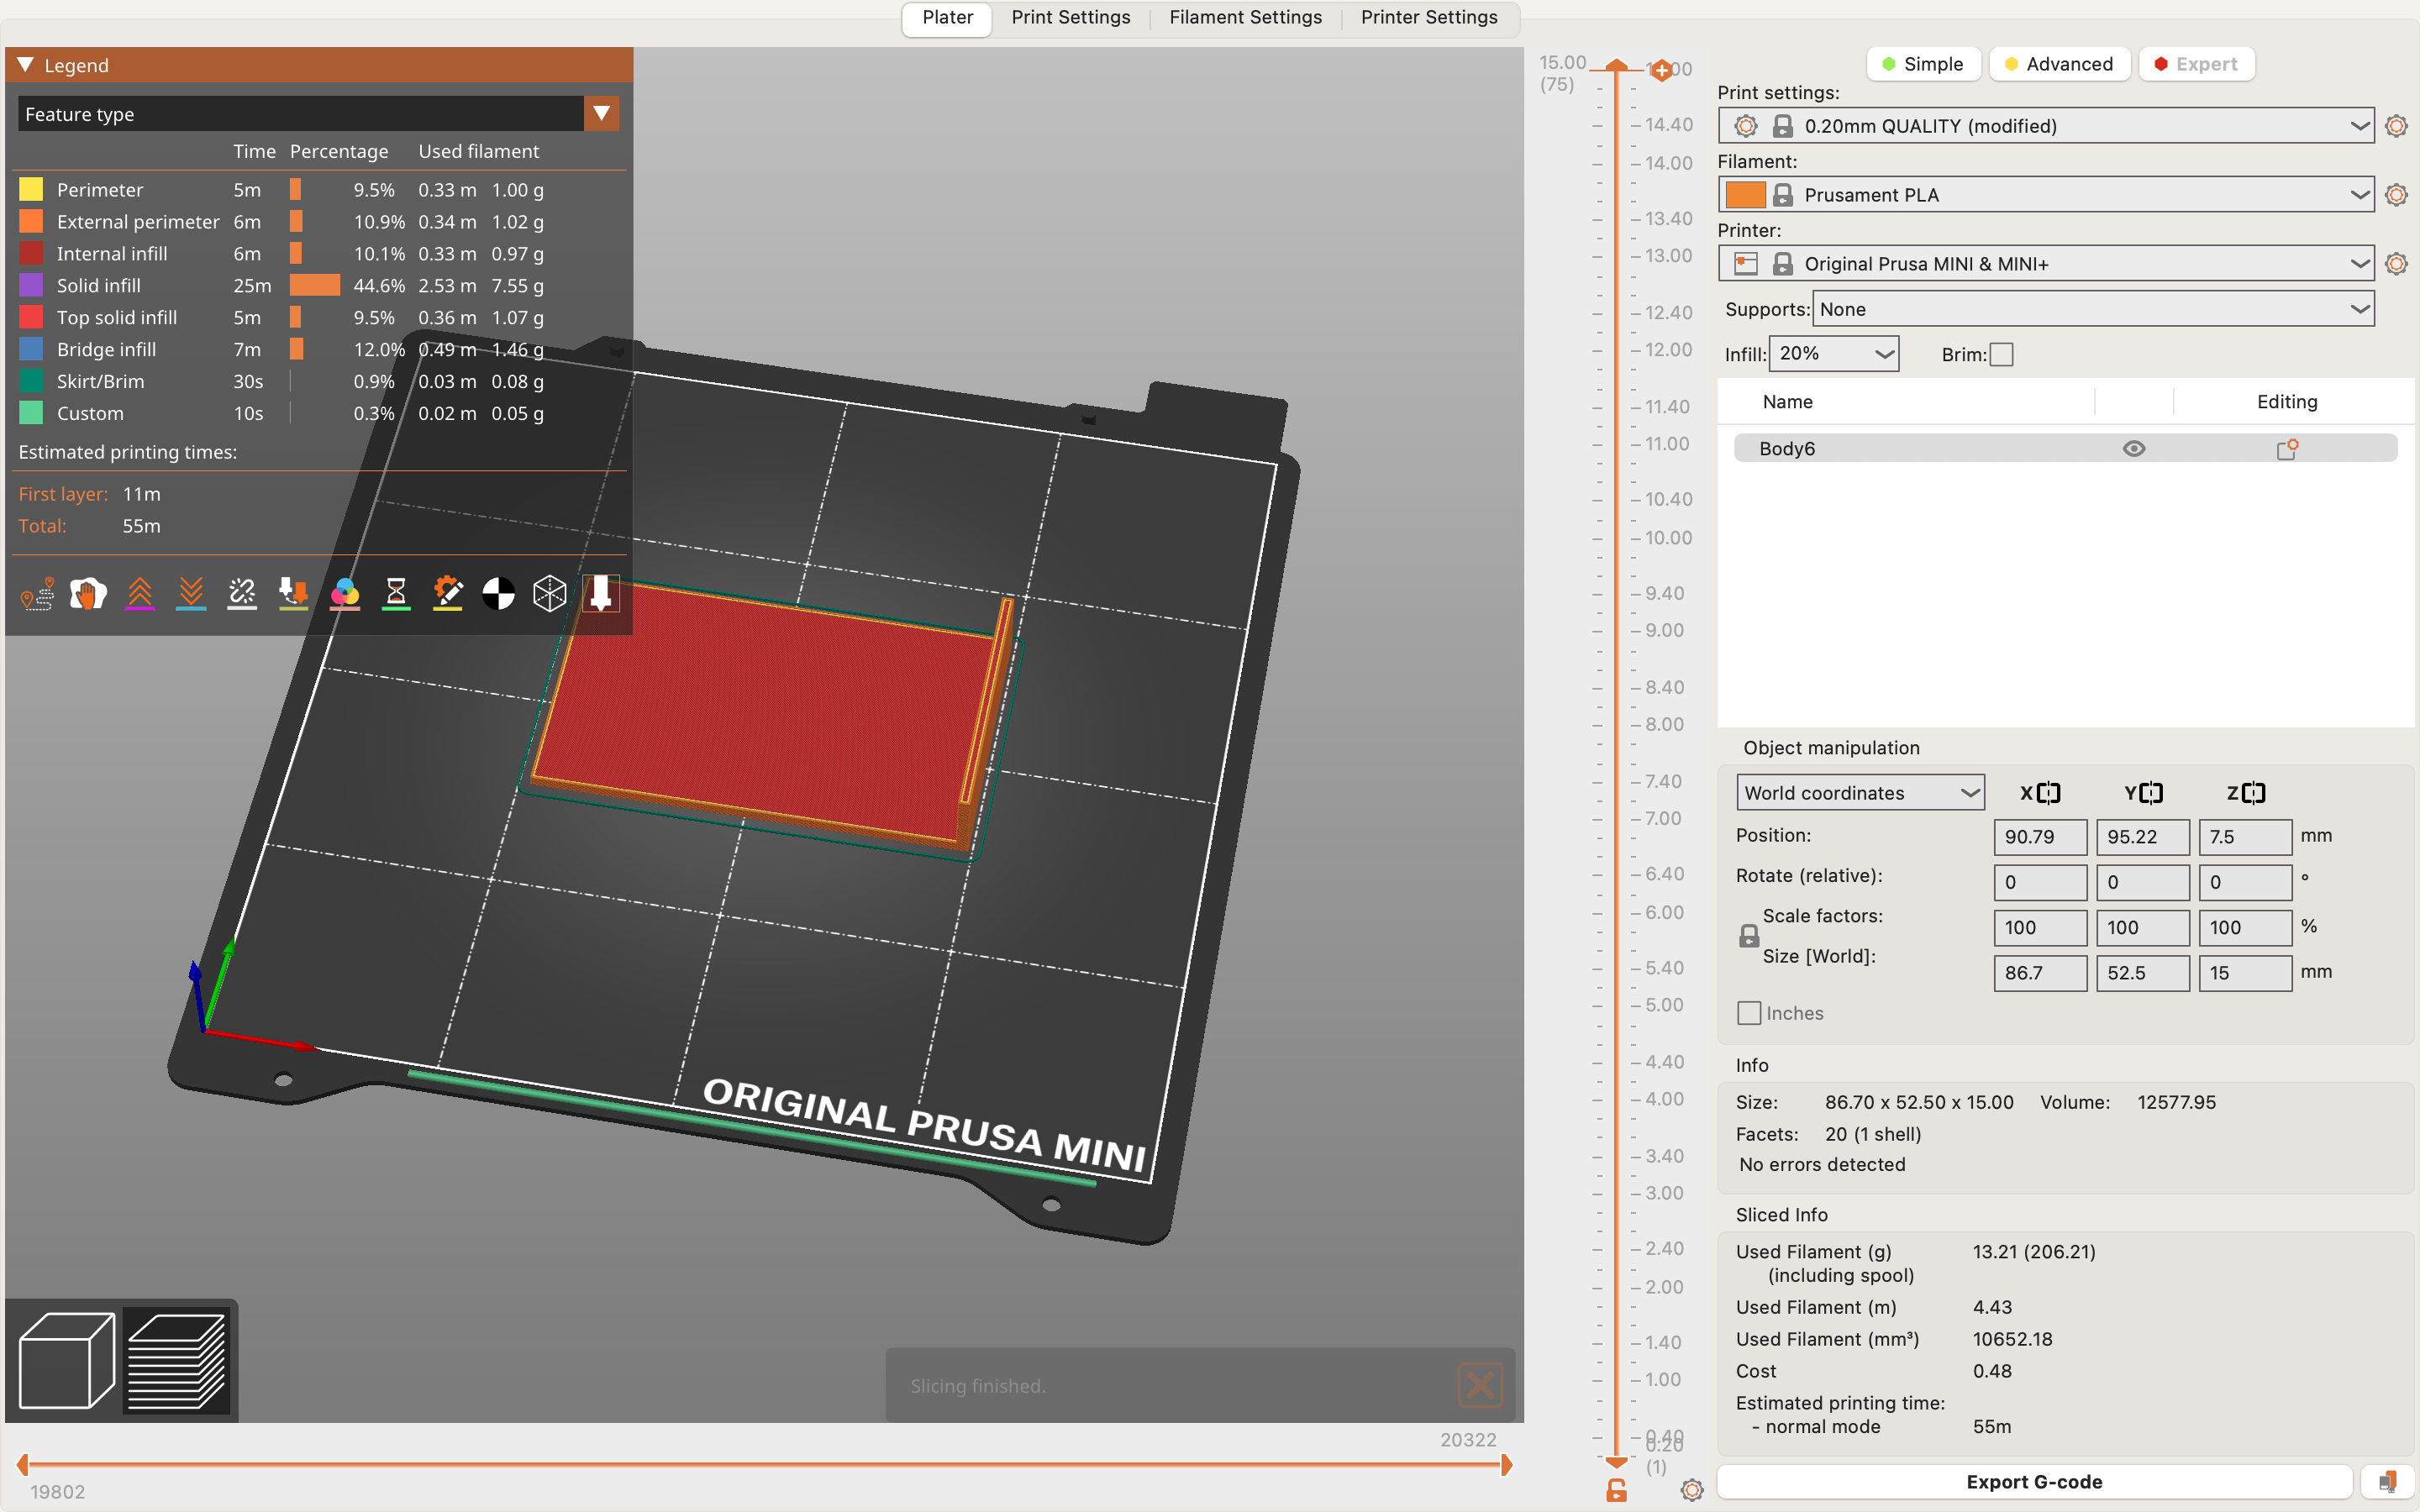 Plater Print Settings Filament Settings Printer Settings
Legend
Feature type
Time Percentage Used filament
Perimeter 5m 9.5% 0.33 m 1.00 g
External perimeter 6m 10.9% 0.34 m 1.02 g
Internal infill 6m 10.1% 0.33 m 0.97 g
Solid infill 25m 44.6% 2.53 m 7.55 g
Top solid infill 5m 9.5% 0.36 m 1.07 g
Bridge infill 7m 12.0% 0.49 m 1.46 g
Skirt/Brim 30s 0.9% 0.03 m 0.08 g
Custom 10s 0.3% 0.02 m 0.05 g
Estimated printing times:
First layer: 11m
Total: 55m
ORIGINAL PRUSA MINI
Slicing finished.
20322
19802
15.00
(75)
14.40
14.00
13.40
13.00
12.40
12.00
11.40
11.00
10.40
10.00
9.40
9.00
8.40
8.00
7.40
7.00
6.40
6.00
5.40
5.00
4.40
4.00
3.40
3.00
2.40
2.00
1.40
1.00
0.40
0.20
(1)
Simple Advanced Expert
Print settings:
0.20mm QUALITY (modified)
Filament:
Prusament PLA
Printer:
Original Prusa MINI & MINI+
Supports: None
Infill: 20% Brim:
Name Editing
Body6
Object manipulation
World coordinates X Y Z
Position: 90.79 95.22 7.5 mm
Rotate (relative): 0 0 0 °
Scale factors: 100 100 100 %
Size [World]: 86.7 52.5 15 mm
Inches
Info
Size: 86.70 x 52.50 x 15.00 Volume: 12577.95
Facets: 20 (1 shell)
No errors detected
Sliced Info
Used Filament (g) 13.21 (206.21)
(including spool)
Used Filament (m) 4.43
Used Filament (mm³) 10652.18
Cost 0.48
Estimated printing time:
- normal mode 55m
Export G-code